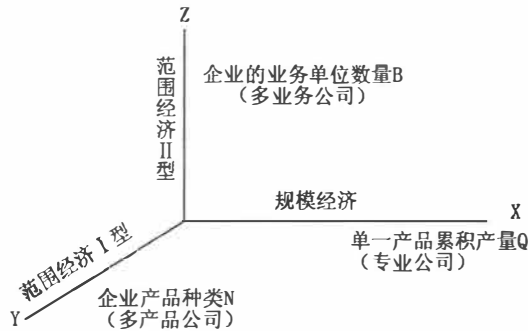 Z
范围经济II型
企业的业务单位数量B
（多业务公司）
规模经济
X
单一产品累积产量Q
（专业公司）
范围经济I型
企业产品种类N
（多产品公司）
Y